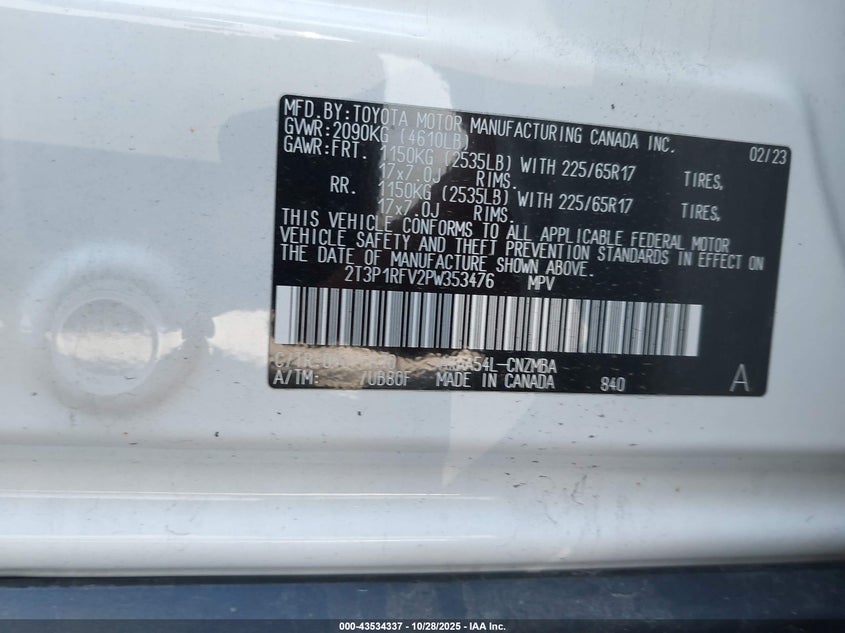 MFD. BY: TOYOTA MOTOR MANUFACTURING CANADA INC. 02/23
GVWR: 2090KG (4610LB)
GAWR: FRT. 1150KG (2535LB) WITH 225/65R17 TIRES,
17x7.0J RIMS.
RR. 1150KG (2535LB) WITH 225/65R17 TIRES,
17x7.0J RIMS.
THIS VEHICLE CONFORMS TO ALL APPLICABLE FEDERAL MOTOR
VEHICLE SAFETY AND THEFT PREVENTION STANDARDS IN EFFECT ON
THE DATE OF MANUFACTURE SHOWN ABOVE.
2T3P1RFV2PW353476 MPV
A54L-CNZMBA
A/TM: /UB80F MADE IN CANADA 840 A
000-43534337 - 10/28/2025 - IAA Inc.